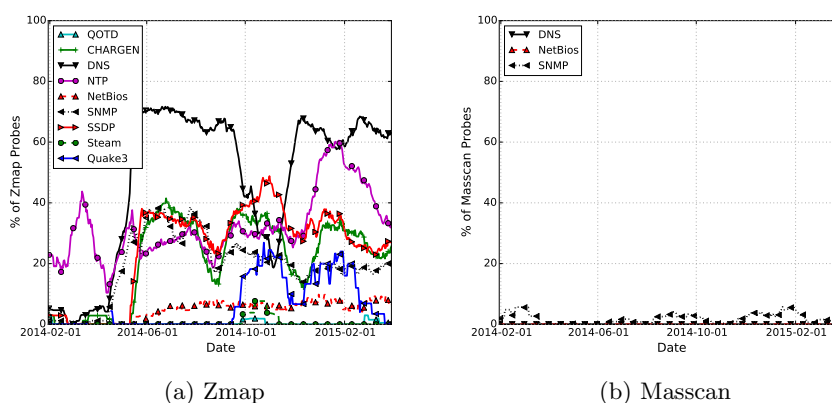 100
80
60
40
20
0
% of Zmap Probes
QOTD
CHARGEN
DNS
NTP
NetBios
SNMP
SSDP
Steam
Quake3
2014-02-01
2014-06-01
2014-10-01
2015-02-01
Date
(a) Zmap
100
80
60
40
20
0
% of Masscan Probes
DNS
NetBios
SNMP
2014-02-01
2014-06-01
2014-10-01
2015-02-01
Date
(b) Masscan